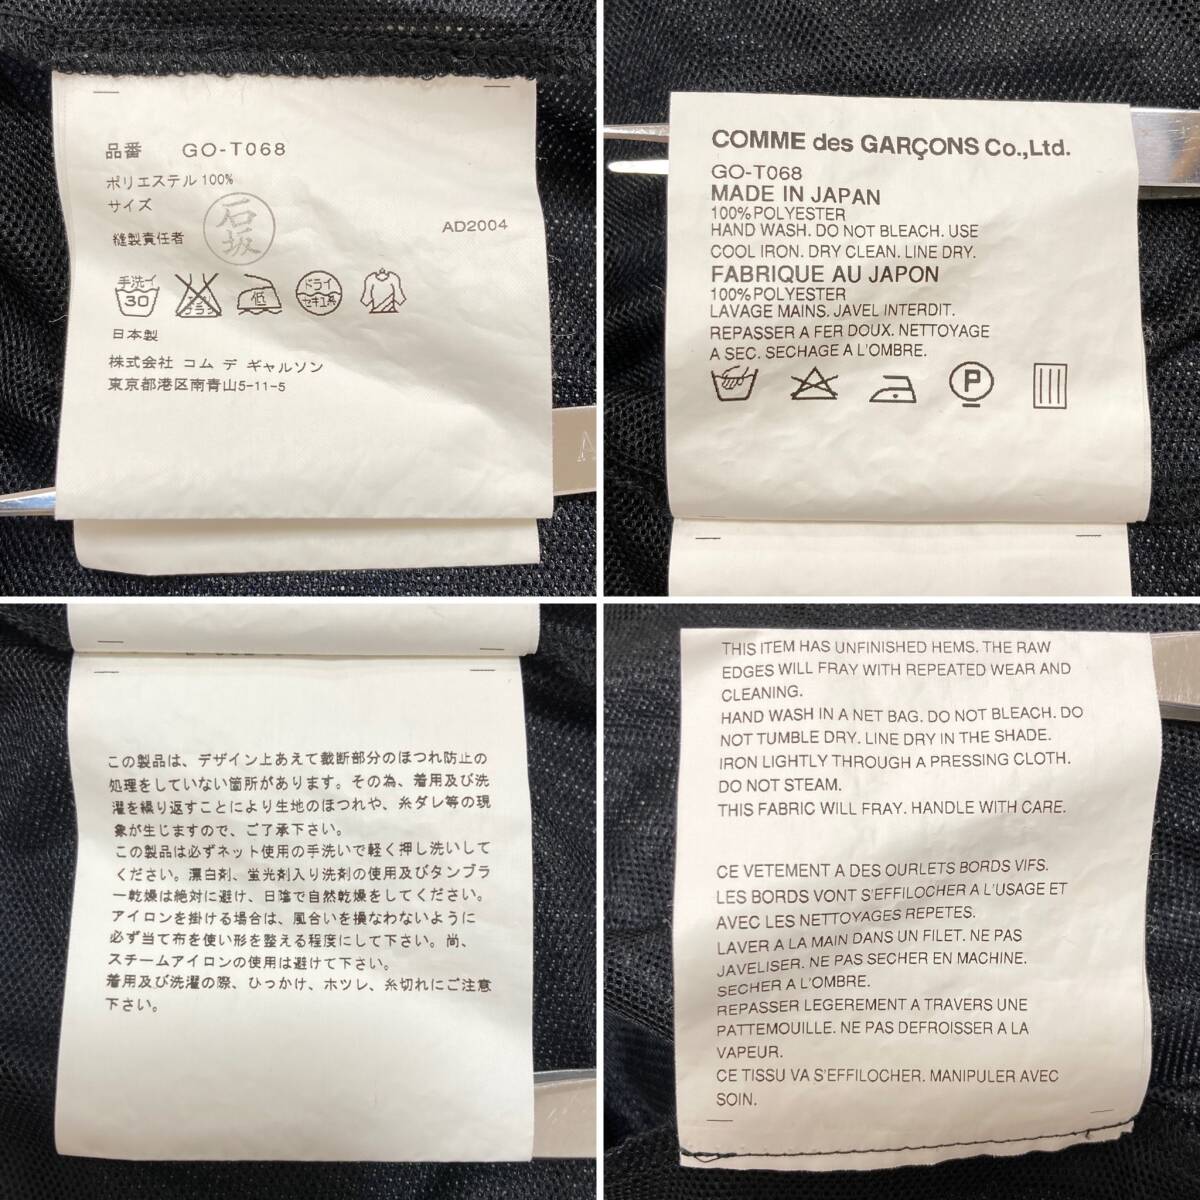 品番 GO-T068
ポリエステル 100%
サイズ
石坂
縫製責任者
AD2004
手洗イ 30
エンソ サラシ
低
ドライ セキユ系
日本製
株式会社 コム デ ギャルソン
東京都港区南青山5-11-5
COMME des GARÇONS Co.,Ltd.
GO-T068
MADE IN JAPAN
100%POLYESTER
HAND WASH. DO NOT BLEACH. USE
COOL IRON. DRY CLEAN. LINE DRY.
FABRIQUE AU JAPON
100%POLYESTER
LAVAGE MAINS. JAVEL INTERDIT.
REPASSER A FER DOUX. NETTOYAGE
A SEC. SECHAGE A L'OMBRE.
P
この製品は、デザイン上あえて裁断部分のほつれ防止の
処理をしていない箇所があります。その為、着用及び洗
濯を繰り返すことにより生地のほつれや、糸ダレ等の現
象が生じますので、ご了承下さい。
この製品は必ずネット使用の手洗いで軽く押し洗いして
ください。漂白剤、蛍光剤入り洗剤の使用及びタンブラ
ー乾燥は絶対に避け、日陰で自然乾燥をしてください。
アイロンを掛ける場合は、風合いを損なわないように
必ず当て布を使い形を整える程度にして下さい。尚、
スチームアイロンの使用は避けて下さい。
着用及び洗濯の際、ひっかけ、ホツレ、糸切れにご注意
下さい。
THIS ITEM HAS UNFINISHED HEMS. THE RAW
EDGES WILL FRAY WITH REPEATED WEAR AND
CLEANING.
HAND WASH IN A NET BAG. DO NOT BLEACH. DO
NOT TUMBLE DRY. LINE DRY IN THE SHADE.
IRON LIGHTLY THROUGH A PRESSING CLOTH.
DO NOT STEAM.
THIS FABRIC WILL FRAY. HANDLE WITH CARE.
CE VETEMENT A DES OURLETS BORDS VIFS.
LES BORDS VONT S'EFFILOCHER A L'USAGE ET
AVEC LES NETTOYAGES REPETES.
LAVER A LA MAIN DANS UN FILET. NE PAS
JAVELISER. NE PAS SECHER EN MACHINE.
SECHER A L'OMBRE.
REPASSER LEGEREMENT A TRAVERS UNE
PATTEMOUILLE. NE PAS DEFROISSER A LA
VAPEUR.
CE TISSU VA S'EFFILOCHER. MANIPULER AVEC
SOIN.